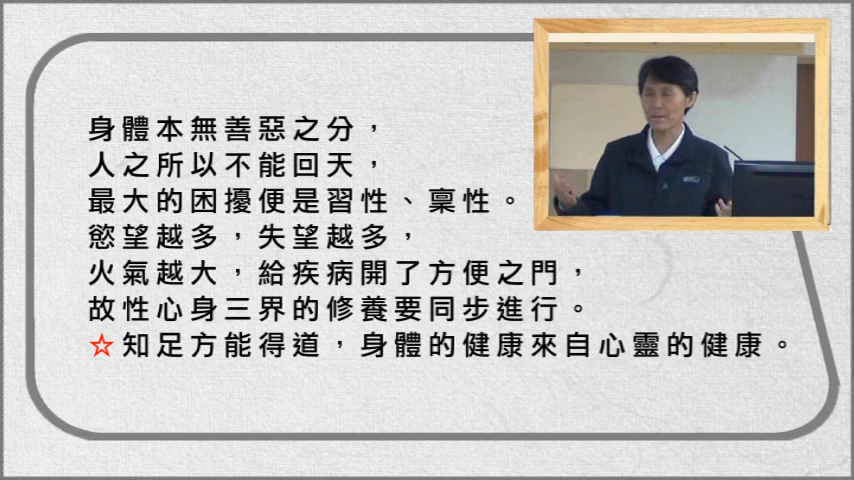 身體本無善惡之分，
人之所以不能回天，
最大的困擾便是習性、稟性。
慾望越多，失望越多，
火氣越大，給疾病開了方便之門，
故性心身三界的修養要同步進行。
☆知足方能得道，身體的健康來自心靈的健康。